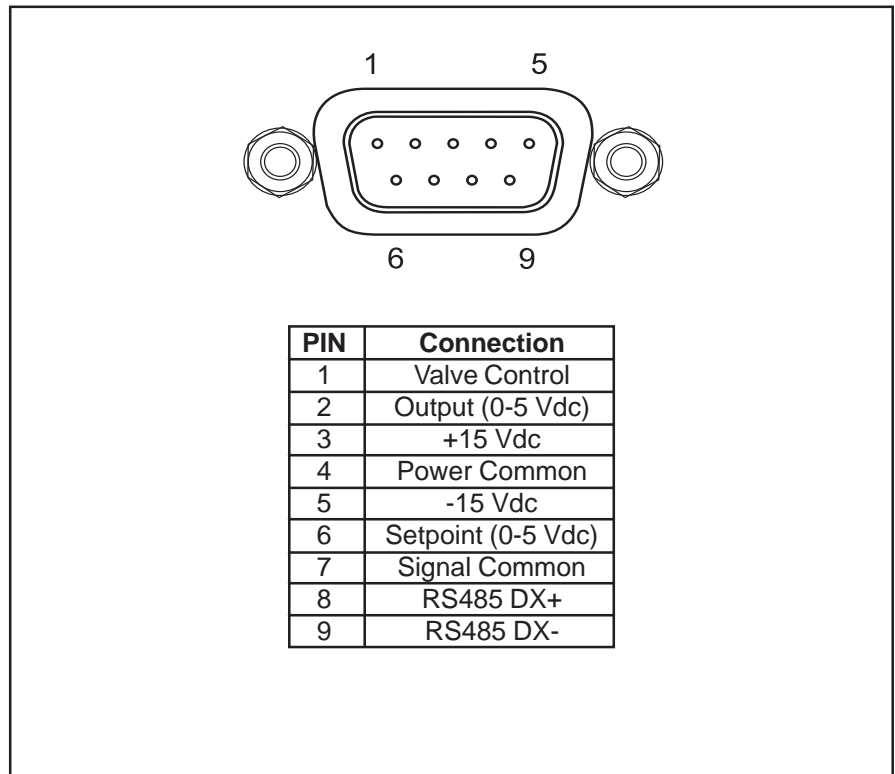 1 5
6 9
PIN Connection
1 Valve Control
2 Output (0-5 Vdc)
3 +15 Vdc
4 Power Common
5 -15 Vdc
6 Setpoint (0-5 Vdc)
7 Signal Common
8 RS485 DX+
9 RS485 DX-